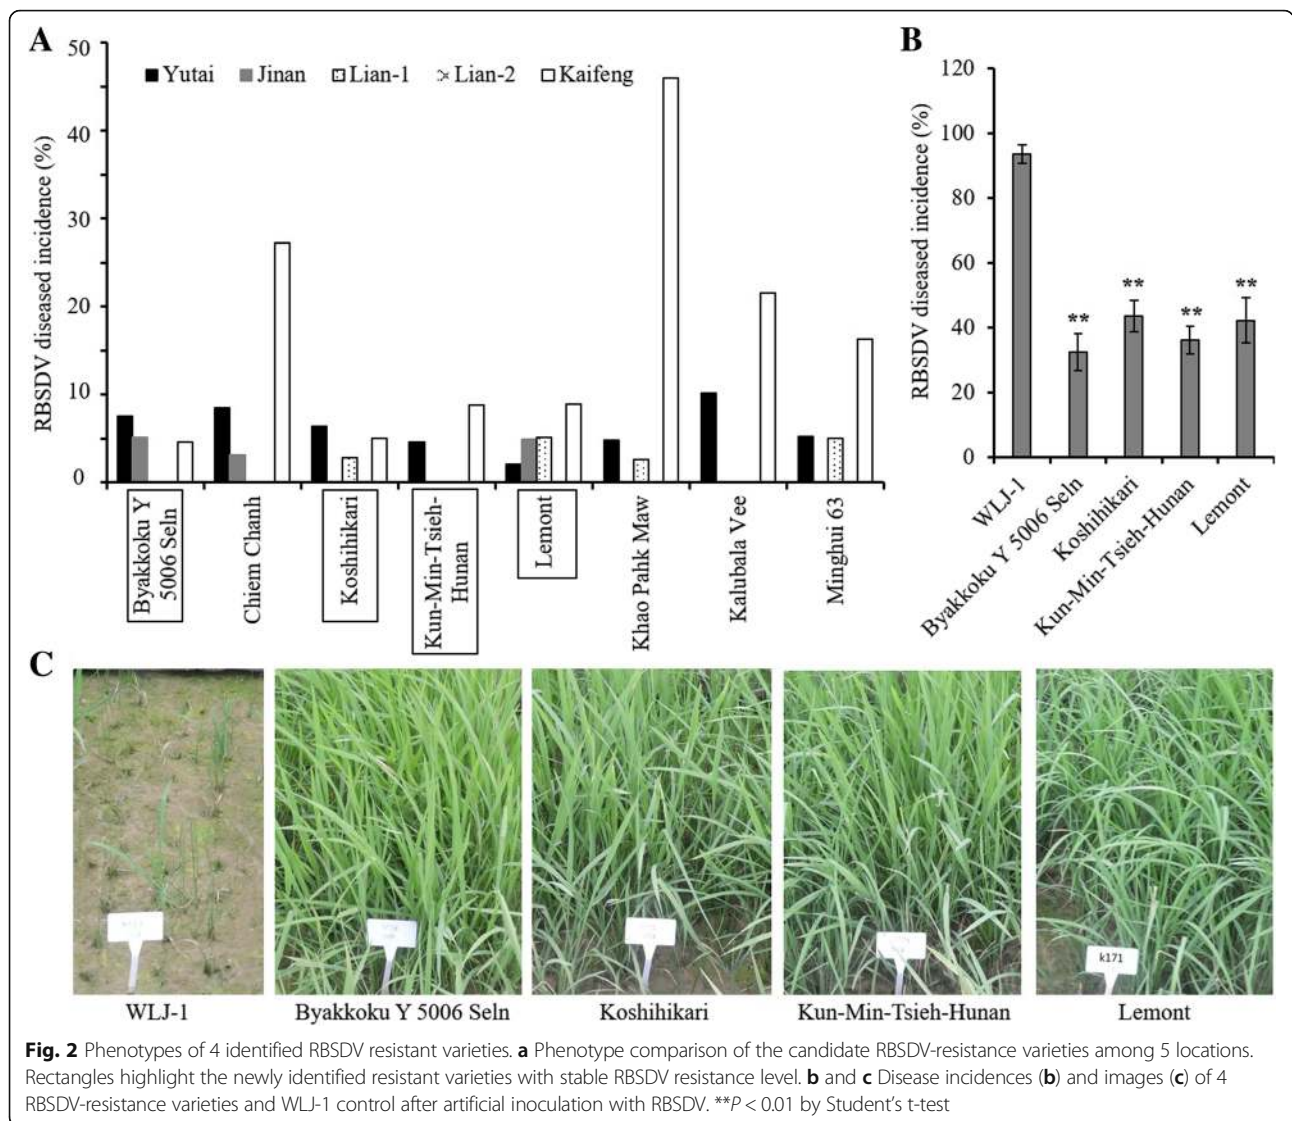 A
B
50
40
30
20
10
0
RBSDV diseased incidence (%)
Yutai Jinan Lian-1 Lian-2 Kaifeng
Byakkoku Y
5006 Seln
Chiem Chanh
Koshihikari
Kun-Min-Tsieh-
Hunan
Lemont
Khao Pahk Maw
Kalubala Vee
Minghui 63
120
100
80
60
40
20
0
RBSDV diseased incidence (%)
**
**
**
**
WLJ-1
Byakkoku Y 5006 Seln
Koshihikari
Kun-Min-Tsieh-Hunan
Lemont
C
k171
WLJ-1 Byakkoku Y 5006 Seln Koshihikari Kun-Min-Tsieh-Hunan Lemont
Fig. 2 Phenotypes of 4 identified RBSDV resistant varieties. a Phenotype comparison of the candidate RBSDV-resistance varieties among 5 locations.
Rectangles highlight the newly identified resistant varieties with stable RBSDV resistance level. b and c Disease incidences (b) and images (c) of 4
RBSDV-resistance varieties and WLJ-1 control after artificial inoculation with RBSDV. **P < 0.01 by Student's t-test